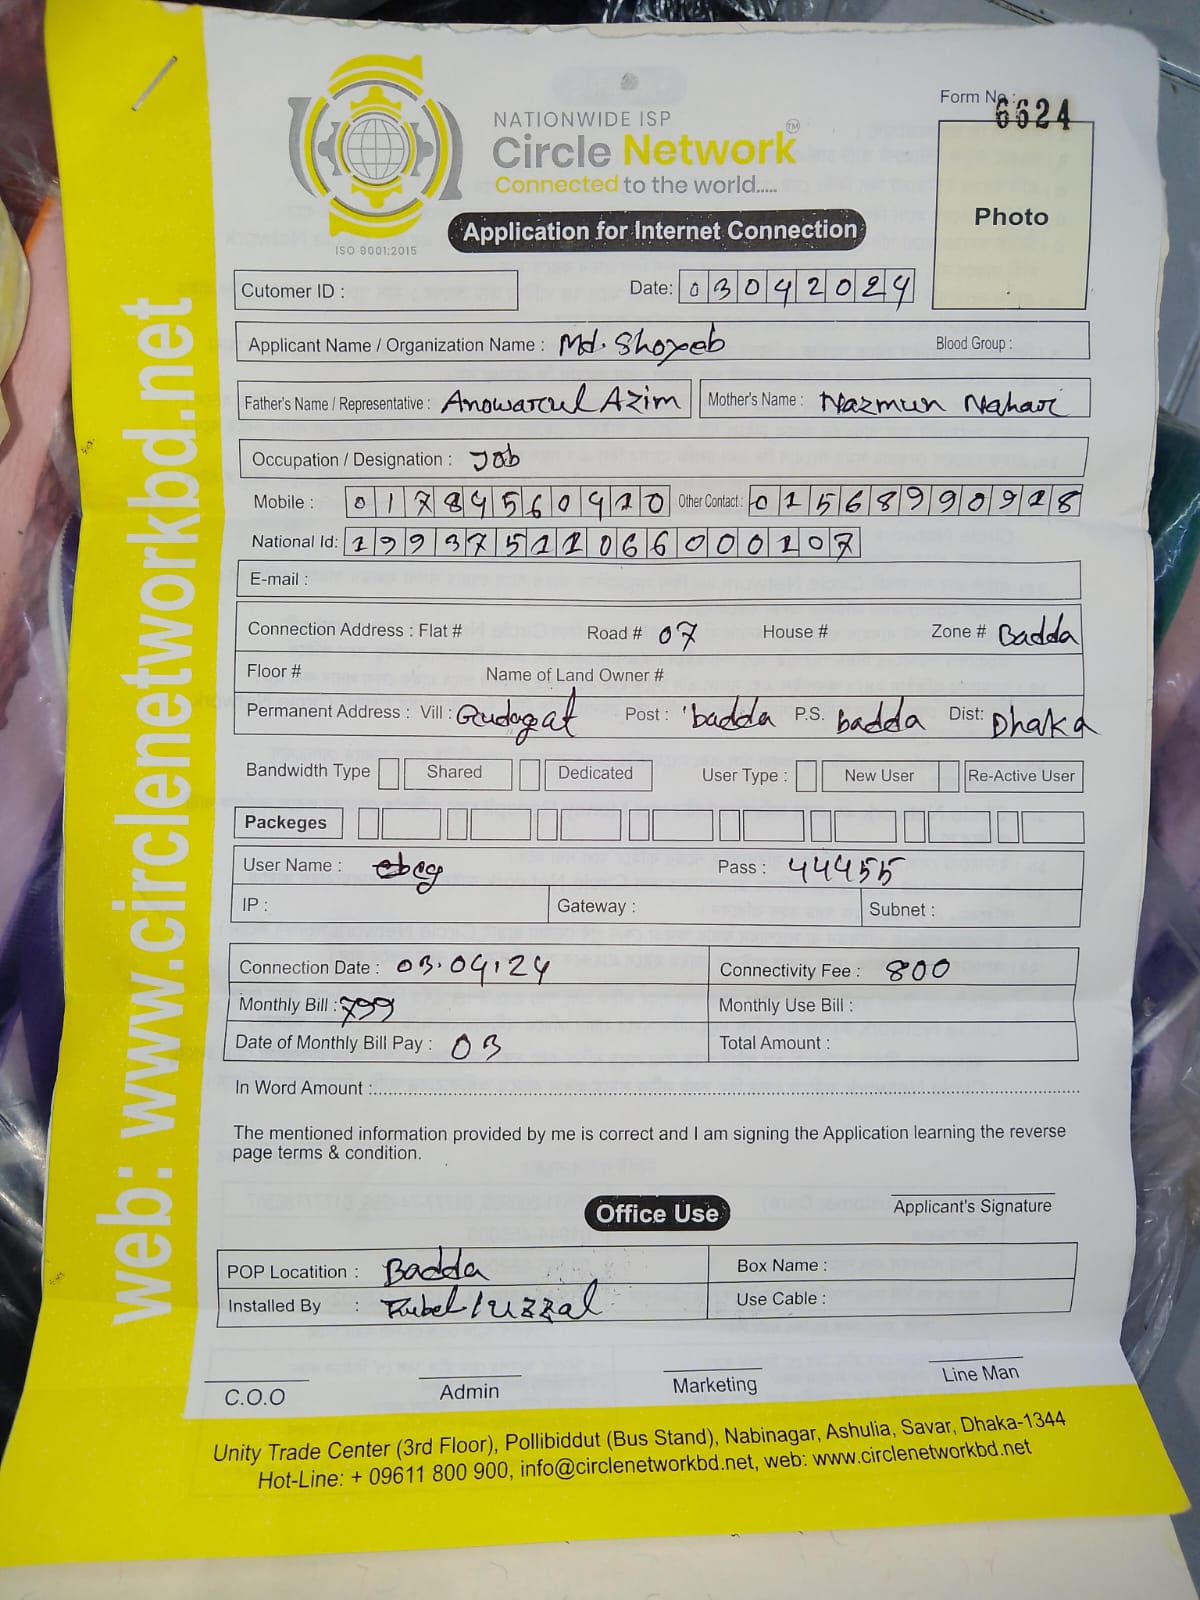 Form No : 6624
NATIONWIDE ISP
Circle Network™
Connected to the world.....
ISO 9001:2015
Photo
Application for Internet Connection
Cutomer ID : Date: 03042024
Applicant Name / Organization Name : Md. Shoyeb Blood Group :
Father's Name / Representative : Anowarul Azim Mother's Name : Nazmun Nahar
Occupation / Designation : Job
Mobile : 01784560410 Other Contact : 01568990918
National Id: 19937511066000107
E-mail :
Connection Address : Flat # Road # 07 House # Zone # Badda
Floor # Name of Land Owner #
Permanent Address : Vill : Gudagat Post : badda P.S. badda Dist: Dhaka
Bandwidth Type Shared Dedicated User Type : New User Re-Active User
Packeges
User Name : Pass : 44455
IP : Gateway : Subnet :
Connection Date : 03.04.24 Connectivity Fee : 800
Monthly Bill : 799 Monthly Use Bill :
Date of Monthly Bill Pay : 03 Total Amount :
In Word Amount :
The mentioned information provided by me is correct and I am signing the Application learning the reverse
page terms & condition.
Applicant's Signature
Office Use
POP Locatition : Badda Box Name :
Installed By : Rubel / uzzal Use Cable :
C.O.O Admin Marketing Line Man
Unity Trade Center (3rd Floor), Pollibiddut (Bus Stand), Nabinagar, Ashulia, Savar, Dhaka-1344
Hot-Line: + 09611 800 900, info@circlenetworkbd.net, web: www.circlenetworkbd.net
web: www.circlenetworkbd.net